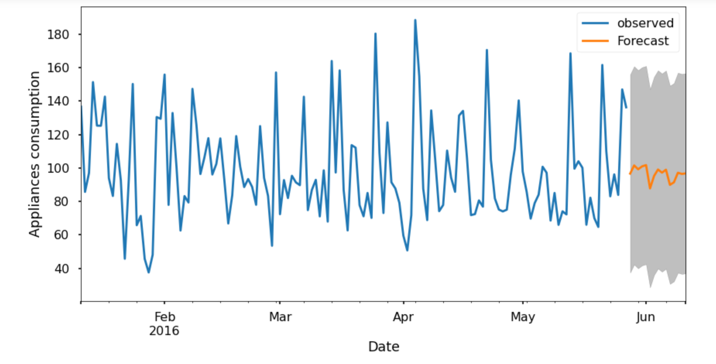 observed
Forecast
180
160
140
120
100
80
60
40
Appliances consumption
Feb
2016
Mar
Apr
May
Jun
Date